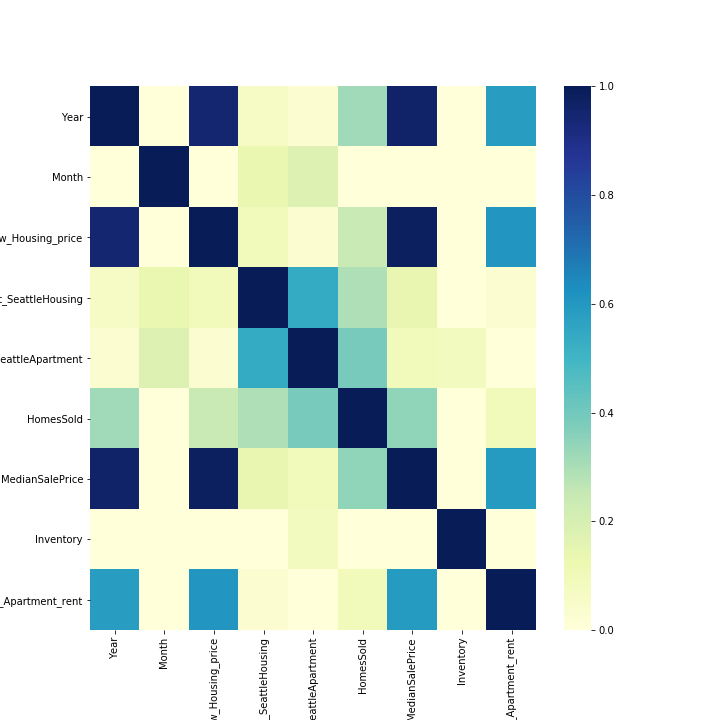 Year
Month
w_Housing_price
t_SeattleHousing
eattleApartment
HomesSold
MedianSalePrice
Inventory
_Apartment_rent
1.0
0.8
0.6
0.4
0.2
0.0
Year
Month
w_Housing_price
_SeattleHousing
eattleApartment
HomesSold
MedianSalePrice
Inventory
_Apartment_rent